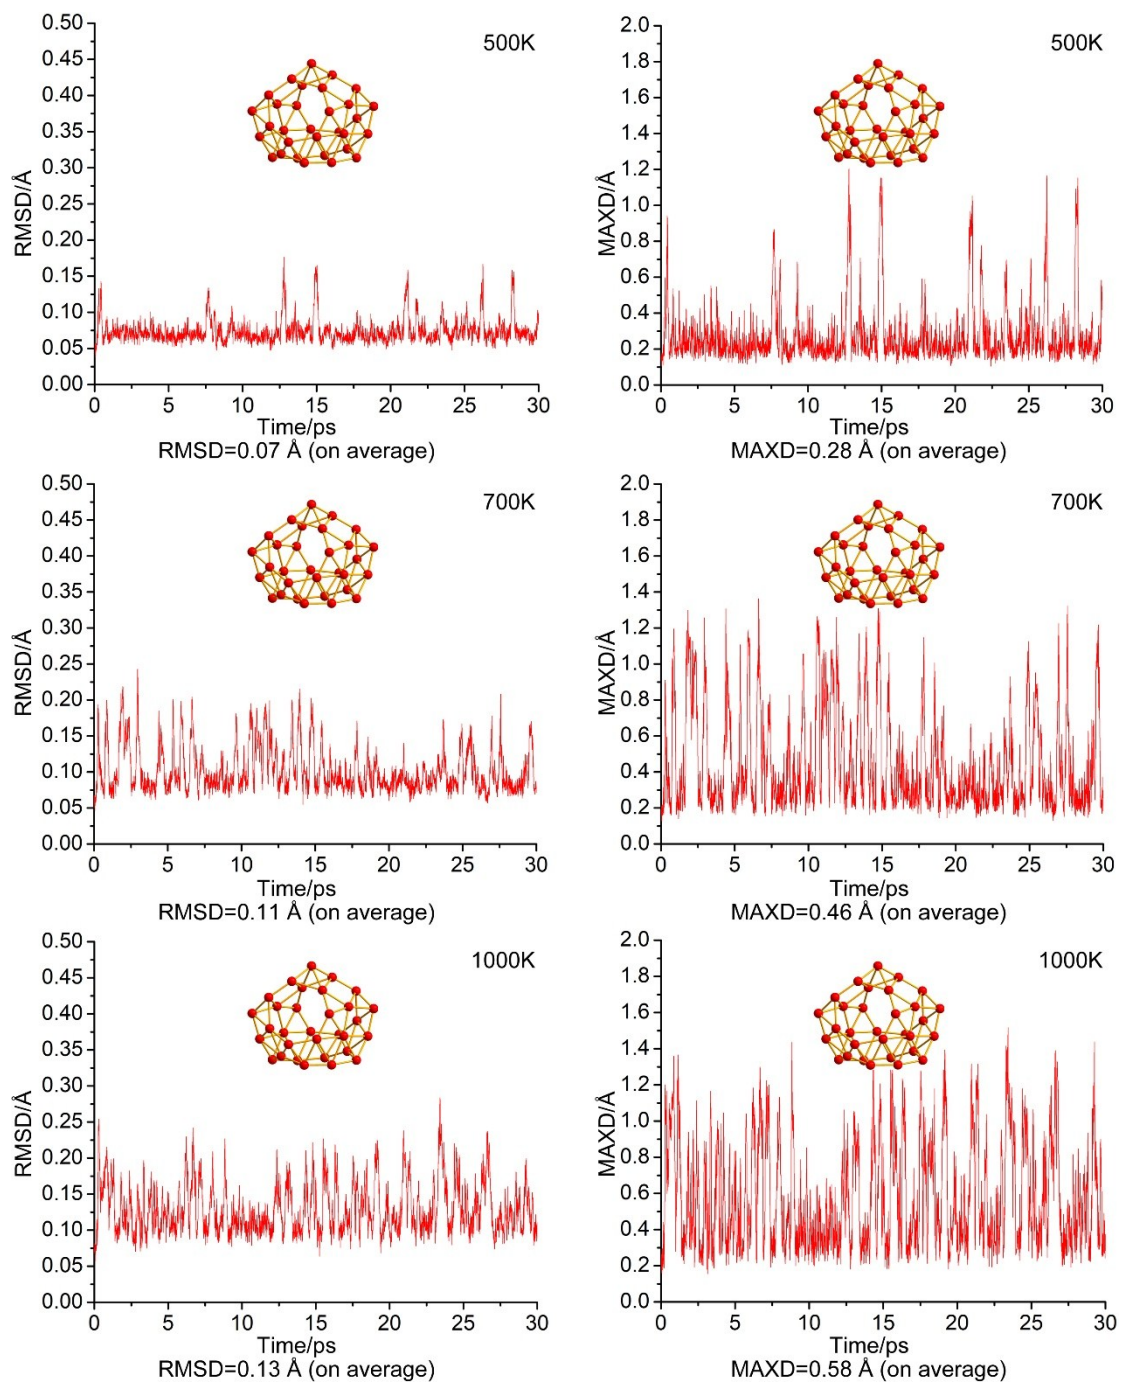 0.50
0.45
0.40
0.35
0.30
0.25
0.20
0.15
0.10
0.05
0.00
RMSD/Å
500K
0 5 10 15 20 25 30
Time/ps
RMSD=0.07 Å (on average)
2.0
1.8
1.6
1.4
1.2
1.0
0.8
0.6
0.4
0.2
0.0
MAXD/Å
500K
0 5 10 15 20 25 30
Time/ps
MAXD=0.28 Å (on average)
0.50
0.45
0.40
0.35
0.30
0.25
0.20
0.15
0.10
0.05
0.00
RMSD/Å
700K
0 5 10 15 20 25 30
Time/ps
RMSD=0.11 Å (on average)
2.0
1.8
1.6
1.4
1.2
1.0
0.8
0.6
0.4
0.2
0.0
MAXD/Å
700K
0 5 10 15 20 25 30
Time/ps
MAXD=0.46 Å (on average)
0.50
0.45
0.40
0.35
0.30
0.25
0.20
0.15
0.10
0.05
0.00
RMSD/Å
1000K
0 5 10 15 20 25 30
Time/ps
RMSD=0.13 Å (on average)
2.0
1.8
1.6
1.4
1.2
1.0
0.8
0.6
0.4
0.2
0.0
MAXD/Å
1000K
0 5 10 15 20 25 30
Time/ps
MAXD=0.58 Å (on average)